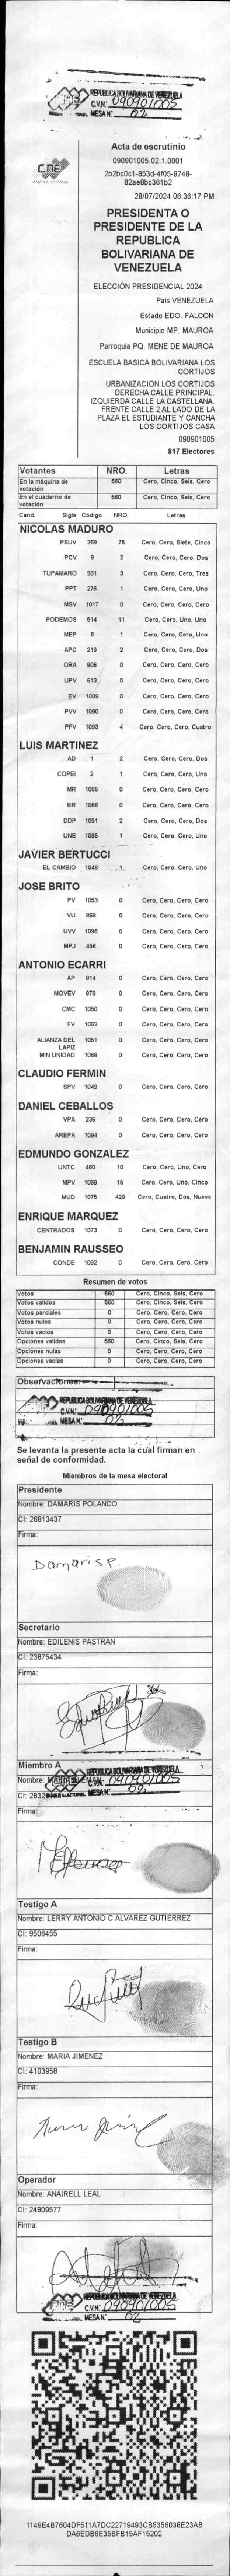 REPUBLICA BOLIVARIANA DE VENEZUELA
CNE C.V.N° 090901005
MESA N° 02
CNE
Acta de escrutinio
090901005.02.1.0001
2b2bc0c1-853d-4f05-9748-
82ae8bc361b2
28/07/2024 06:36:17 PM
PRESIDENTA O
PRESIDENTE DE LA
REPUBLICA
BOLIVARIANA DE
VENEZUELA
ELECCIÓN PRESIDENCIAL 2024
Pais VENEZUELA
Estado EDO. FALCON
Municipio MP. MAUROA
Parroquia PQ. MENE DE MAUROA
ESCUELA BASICA BOLIVARIANA LOS
CORTIJOS
URBANIZACION LOS CORTIJOS
DERECHA CALLE PRINCIPAL.
IZQUIERDA CALLE LA CASTELLANA.
FRENTE CALLE 2 AL LADO DE LA
PLAZA EL ESTUDIANTE Y CANCHA
LOS CORTIJOS CASA
090901005
817 Electores
Votantes NRO. Letras
En la máquina de votación 560 Cero, Cinco, Seis, Cero
En el cuaderno de votación 560 Cero, Cinco, Seis, Cero
Cand. Sigla Código NRO. Letras
NICOLAS MADURO
PSUV 269 75 Cero, Cero, Siete, Cinco
PCV 9 2 Cero, Cero, Cero, Dos
TUPAMARO 931 3 Cero, Cero, Cero, Tres
PPT 276 1 Cero, Cero, Cero, Uno
MSV 1017 0 Cero, Cero, Cero, Cero
PODEMOS 514 11 Cero, Cero, Uno, Uno
MEP 6 1 Cero, Cero, Cero, Uno
APC 219 2 Cero, Cero, Cero, Dos
ORA 906 0 Cero, Cero, Cero, Cero
UPV 513 0 Cero, Cero, Cero, Cero
EV 1089 0 Cero, Cero, Cero, Cero
PVV 1090 0 Cero, Cero, Cero, Cero
PFV 1093 4 Cero, Cero, Cero, Cuatro
LUIS MARTINEZ
AD 1 2 Cero, Cero, Cero, Dos
COPEI 2 1 Cero, Cero, Cero, Uno
MR 1065 0 Cero, Cero, Cero, Cero
BR 1066 0 Cero, Cero, Cero, Cero
DDP 1091 2 Cero, Cero, Cero, Dos
UNE 1095 1 Cero, Cero, Cero, Uno
JAVIER BERTUCCI
EL CAMBIO 1048 1 Cero, Cero, Cero, Uno
JOSE BRITO
PV 1053 0 Cero, Cero, Cero, Cero
VU 868 0 Cero, Cero, Cero, Cero
UVV 1096 0 Cero, Cero, Cero, Cero
MPJ 458 0 Cero, Cero, Cero, Cero
ANTONIO ECARRI
AP 814 0 Cero, Cero, Cero, Cero
MOVEV 878 0 Cero, Cero, Cero, Cero
CMC 1050 0 Cero, Cero, Cero, Cero
FV 1062 0 Cero, Cero, Cero, Cero
ALIANZA DEL LAPIZ 1061 0 Cero, Cero, Cero, Cero
MIN UNIDAD 1068 0 Cero, Cero, Cero, Cero
CLAUDIO FERMIN
SPV 1049 0 Cero, Cero, Cero, Cero
DANIEL CEBALLOS
VPA 236 0 Cero, Cero, Cero, Cero
AREPA 1094 0 Cero, Cero, Cero, Cero
EDMUNDO GONZALEZ
UNTC 460 10 Cero, Cero, Uno, Cero
MPV 1069 15 Cero, Cero, Uno, Cinco
MUD 1075 429 Cero, Cuatro, Dos, Nueve
ENRIQUE MARQUEZ
CENTRADOS 1073 0 Cero, Cero, Cero, Cero
BENJAMIN RAUSSEO
CONDE 1092 0 Cero, Cero, Cero, Cero
Resumen de votos
Votos 560 Cero, Cinco, Seis, Cero
Votos validos 560 Cero, Cinco, Seis, Cero
Votos parciales 0 Cero, Cero, Cero, Cero
Votos nulos 0 Cero, Cero, Cero, Cero
Votos vacios 0 Cero, Cero, Cero, Cero
Opciones validas 560 Cero, Cinco, Seis, Cero
Opciones nulas 0 Cero, Cero, Cero, Cero
Opciones vacias 0 Cero, Cero, Cero, Cero
Observaciones:
REPUBLICA BOLIVARIANA DE VENEZUELA
CNE C.V.N° 090901005
MESA N° 02
Se levanta la presente acta la cual firman en
señal de conformidad.
Miembros de la mesa electoral
Presidente
Nombre: DAMARIS POLANCO
CI: 26813437
Firma:
Damaris P.
Secretario
Nombre: EDILENIS PASTRAN
CI: 23875434
Firma:
Miembro A
REPUBLICA BOLIVARIANA DE VENEZUELA
Nombre:
C.V.N° 090901005
CI:
MESA N° 02
Firma:
Testigo A
Nombre: LERRY ANTONIO C ALVAREZ GUTIERREZ
CI: 9506455
Firma:
Testigo B
Nombre: MARIA JIMENEZ
CI: 4103958
Firma:
Operador
Nombre: ANAIRELL LEAL
CI: 24809577
Firma:
REPUBLICA BOLIVARIANA DE VENEZUELA
CNE C.V.N° 090901005
MESA N° 02
1149E4B7604DF511A7DC22719493CB5356038E23AB
DA6EDB6E35BFB15AF15202